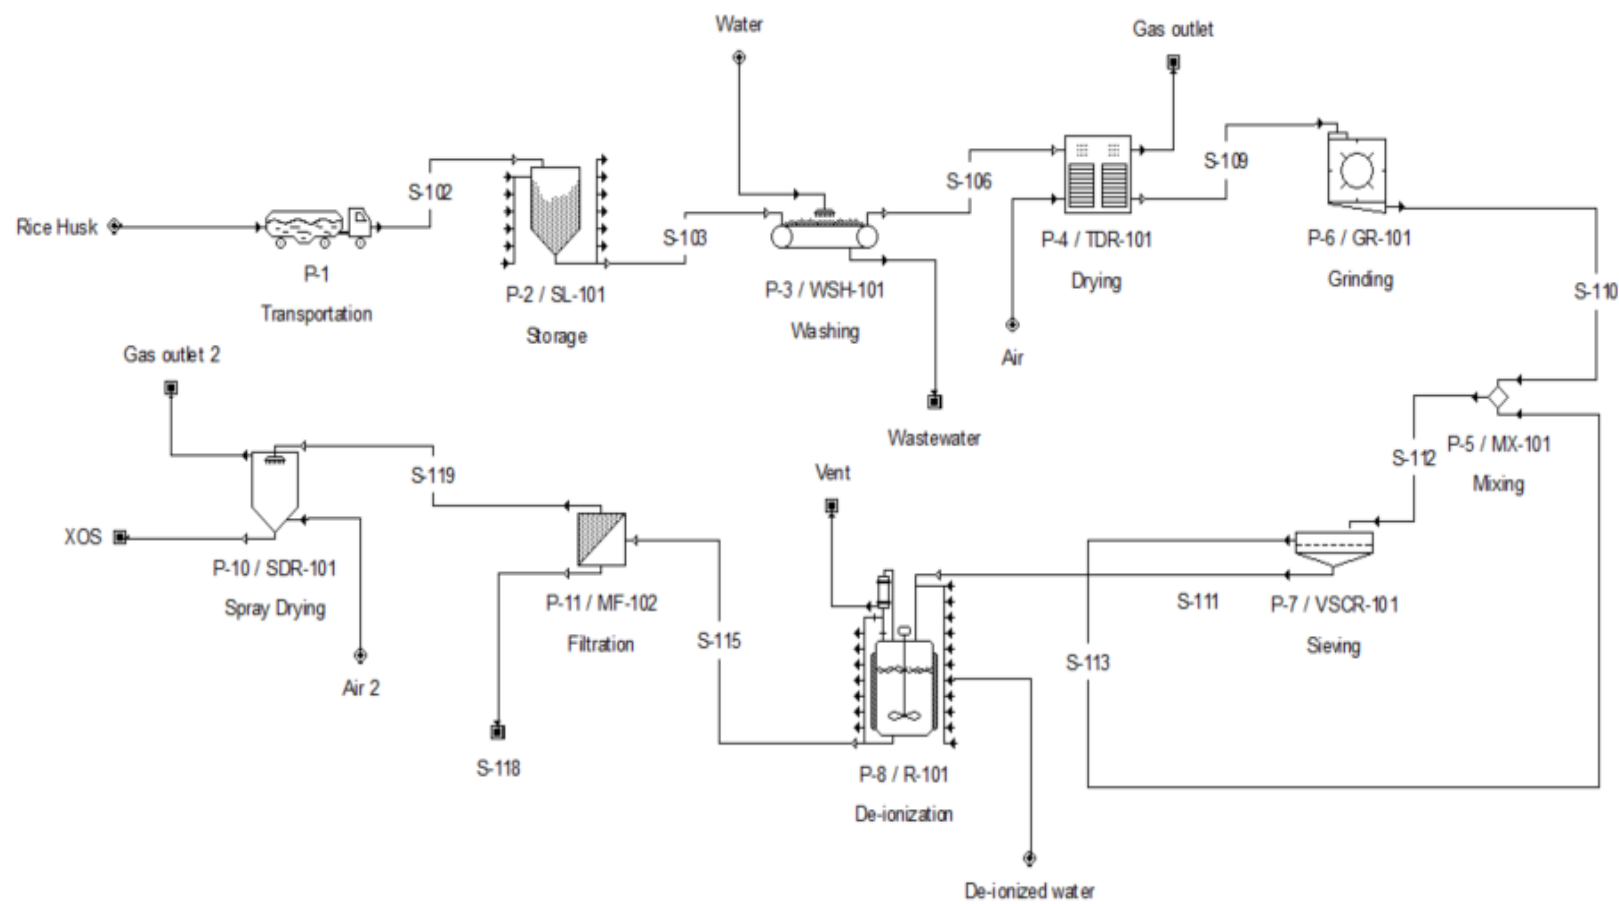 Water
Gas outlet
S-102
S-106
S-109
Rice Husk
S-103
P-1
Transportation
P-2 / SL-101
Storage
P-3 / WSH-101
Washing
P-4 / TDR-101
Drying
P-6 / GR-101
Grinding
S-110
Air
Gas outlet 2
Wastewater
P-5 / MX-101
Mixing
S-112
S-119
Vent
XOS
P-10 / SDR-101
Spray Drying
P-11 / MF-102
Filtration
S-115
S-111
P-7 / VSCR-101
Sieving
S-113
Air 2
S-118
P-8 / R-101
De-ionization
De-ionized water